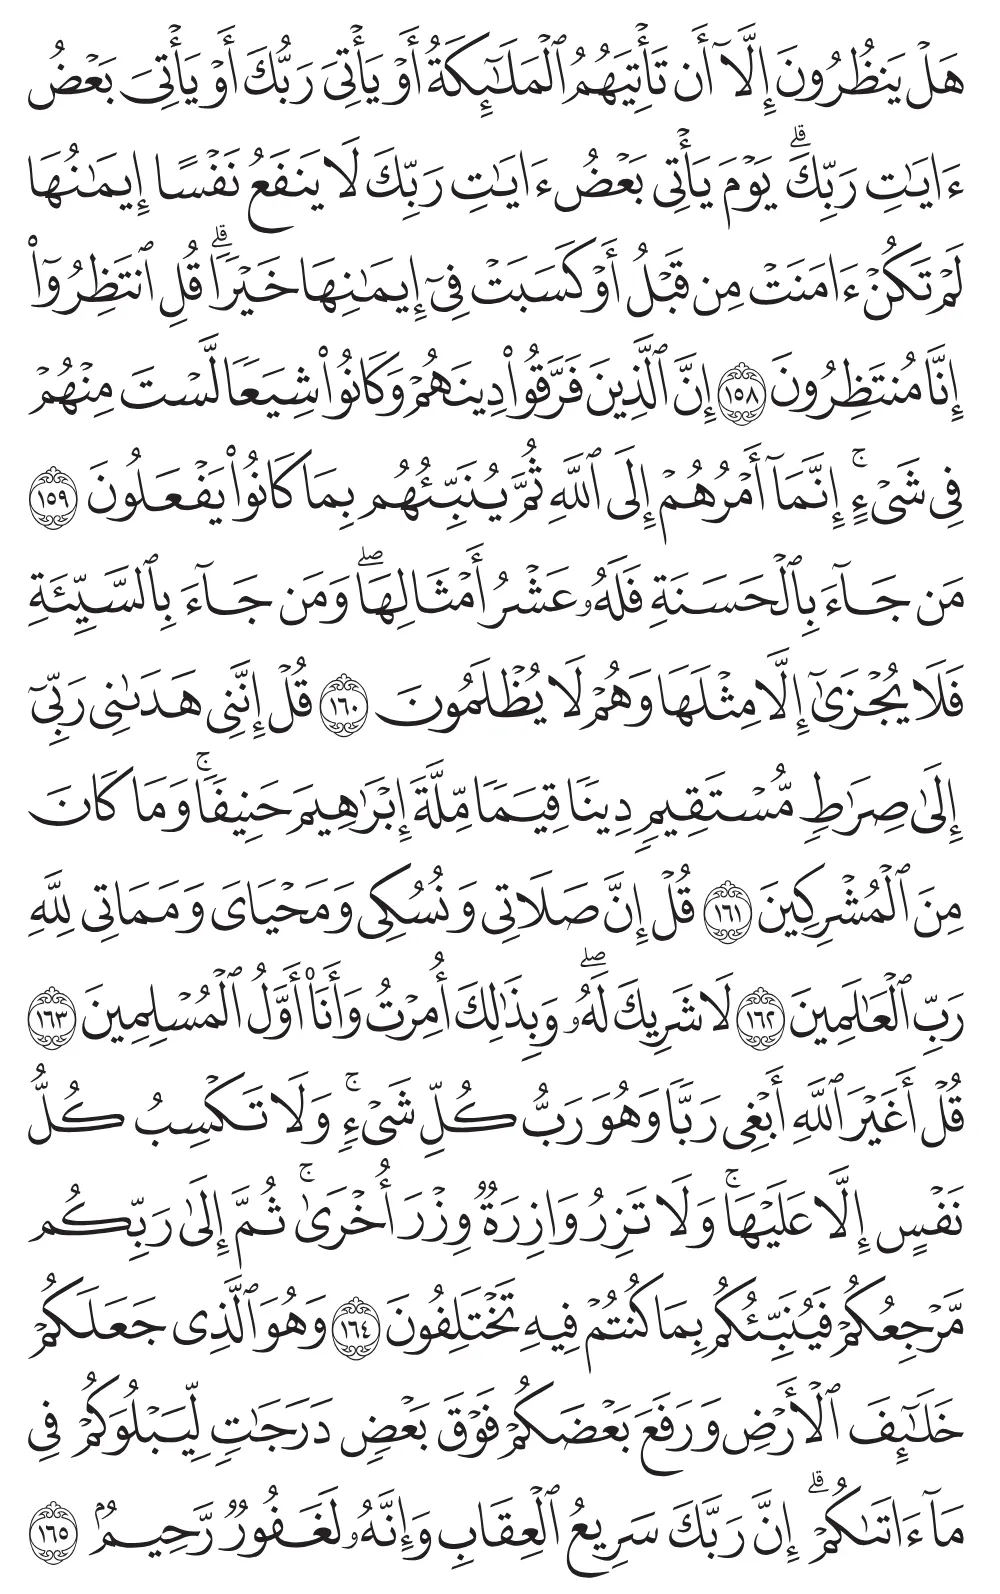 هَلۡ يَنظُرُونَ إِلَّآ أَن تَأۡتِيَهُمُ ٱلۡمَلَـٰٓئِكَةُ أَوۡ يَأۡتِيَ رَبُّكَ أَوۡ يَأۡتِيَ بَعۡضُ
ءَايَـٰتِ رَبِّكَۗ يَوۡمَ يَأۡتِي بَعۡضُ ءَايَـٰتِ رَبِّكَ لَا يَنفَعُ نَفۡسًا إِيمَـٰنُهَا
لَمۡ تَكُنۡ ءَامَنَتۡ مِن قَبۡلُ أَوۡ كَسَبَتۡ فِيٓ إِيمَـٰنِهَا خَيۡرٗاۗ قُلِ ٱنتَظِرُوٓاْ
إِنَّا مُنتَظِرُونَ ١٥٨ إِنَّ ٱلَّذِينَ فَرَّقُواْ دِينَهُمۡ وَكَانُواْ شِيَعٗا لَّسۡتَ مِنۡهُمۡ
فِي شَيۡءٍۚ إِنَّمَآ أَمۡرُهُمۡ إِلَى ٱللَّهِ ثُمَّ يُنَبِّئُهُم بِمَا كَانُواْ يَفۡعَلُونَ ١٥٩
مَن جَآءَ بِٱلۡحَسَنَةِ فَلَهُۥ عَشۡرُ أَمۡثَالِهَاۖ وَمَن جَآءَ بِٱلسَّيِّئَةِ
فَلَا يُجۡزَىٰٓ إِلَّا مِثۡلَهَا وَهُمۡ لَا يُظۡلَمُونَ ١٦٠ قُلۡ إِنَّنِي هَدَىٰنِي رَبِّيٓ
إِلَىٰ صِرَٰطٖ مُّسۡتَقِيمٖ دِينٗا قِيَمٗا مِّلَّةَ إِبۡرَٰهِيمَ حَنِيفٗاۚ وَمَا كَانَ
مِنَ ٱلۡمُشۡرِكِينَ ١٦١ قُلۡ إِنَّ صَلَاتِي وَنُسُكِي وَمَحۡيَايَ وَمَمَاتِي لِلَّهِ
رَبِّ ٱلۡعَـٰلَمِينَ ١٦٢ لَا شَرِيكَ لَهُۥۖ وَبِذَٰلِكَ أُمِرۡتُ وَأَنَا۠ أَوَّلُ ٱلۡمُسۡلِمِينَ ١٦٣
قُلۡ أَغَيۡرَ ٱللَّهِ أَبۡغِي رَبّٗا وَهُوَ رَبُّ كُلِّ شَيۡءٖۚ وَلَا تَكۡسِبُ كُلُّ
نَفۡسٍ إِلَّا عَلَيۡهَاۚ وَلَا تَزِرُ وَازِرَةٞ وِزۡرَ أُخۡرَىٰۚ ثُمَّ إِلَىٰ رَبِّكُم
مَّرۡجِعُكُمۡ فَيُنَبِّئُكُم بِمَا كُنتُمۡ فِيهِ تَخۡتَلِفُونَ ١٦٤ وَهُوَ ٱلَّذِي جَعَلَكُمۡ
خَلَـٰٓئِفَ ٱلۡأَرۡضِ وَرَفَعَ بَعۡضَكُمۡ فَوۡقَ بَعۡضٖ دَرَجَـٰتٖ لِّيَبۡلُوَكُمۡ فِي
مَآ ءَاتَىٰكُمۡۗ إِنَّ رَبَّكَ سَرِيعُ ٱلۡعِقَابِ وَإِنَّهُۥ لَغَفُورٞ رَّحِيمُۢ ١٦٥